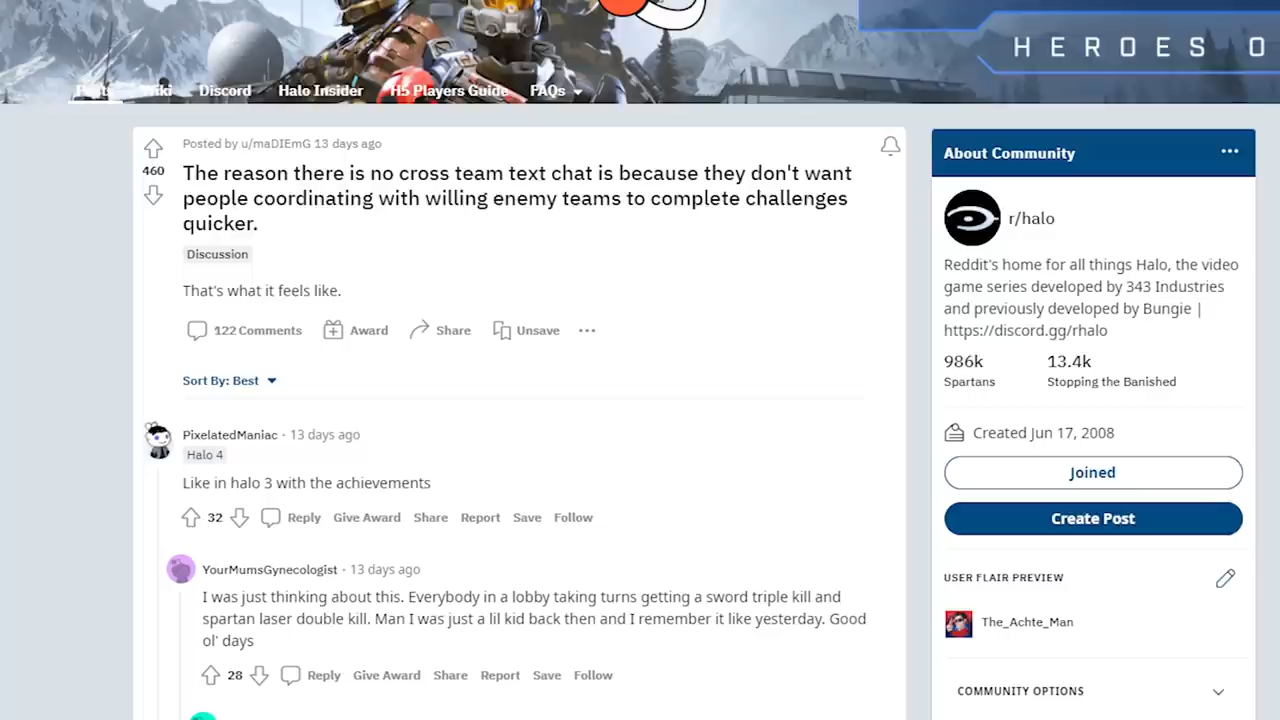 HEROES O
Posts Wiki Discord Halo Insider H5 Players Guide FAQs
Posted by u/maDIEmG 13 days ago
460
The reason there is no cross team text chat is because they don't want
people coordinating with willing enemy teams to complete challenges
quicker.
Discussion
That's what it feels like.
122 Comments Award Share Unsave
Sort By: Best
PixelatedManiac · 13 days ago
Halo 4
Like in halo 3 with the achievements
32 Reply Give Award Share Report Save Follow
YourMumsGynecologist · 13 days ago
I was just thinking about this. Everybody in a lobby taking turns getting a sword triple kill and
spartan laser double kill. Man I was just a lil kid back then and I remember it like yesterday. Good
ol' days
28 Reply Give Award Share Report Save Follow
About Community
r/halo
Reddit's home for all things Halo, the video
game series developed by 343 Industries
and previously developed by Bungie |
https://discord.gg/rhalo
986k 13.4k
Spartans Stopping the Banished
Created Jun 17, 2008
Joined
Create Post
USER FLAIR PREVIEW
The_Achte_Man
COMMUNITY OPTIONS